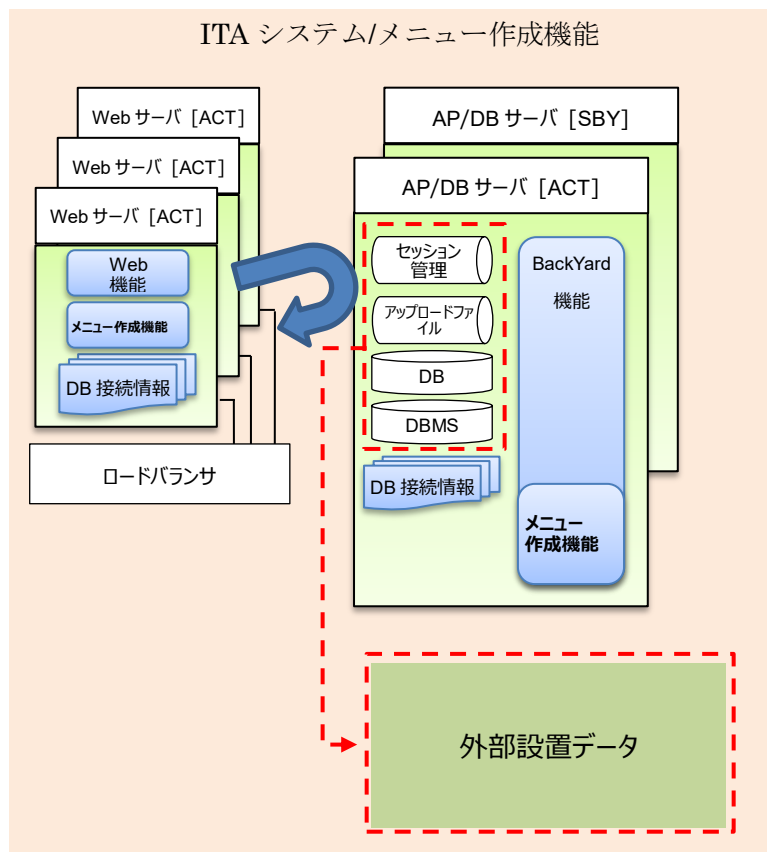 ITA システム/メニュー作成機能
Web サーバ [ACT]
Web サーバ [ACT]
Web サーバ [ACT]
Web
機能
メニュー作成機能
DB 接続情報
ロードバランサ
AP/DB サーバ [SBY]
AP/DB サーバ [ACT]
セッション
管理
アップロードファ
イル
DB
DBMS
DB 接続情報
BackYard
機能
メニュー
作成機能
外部設置データ